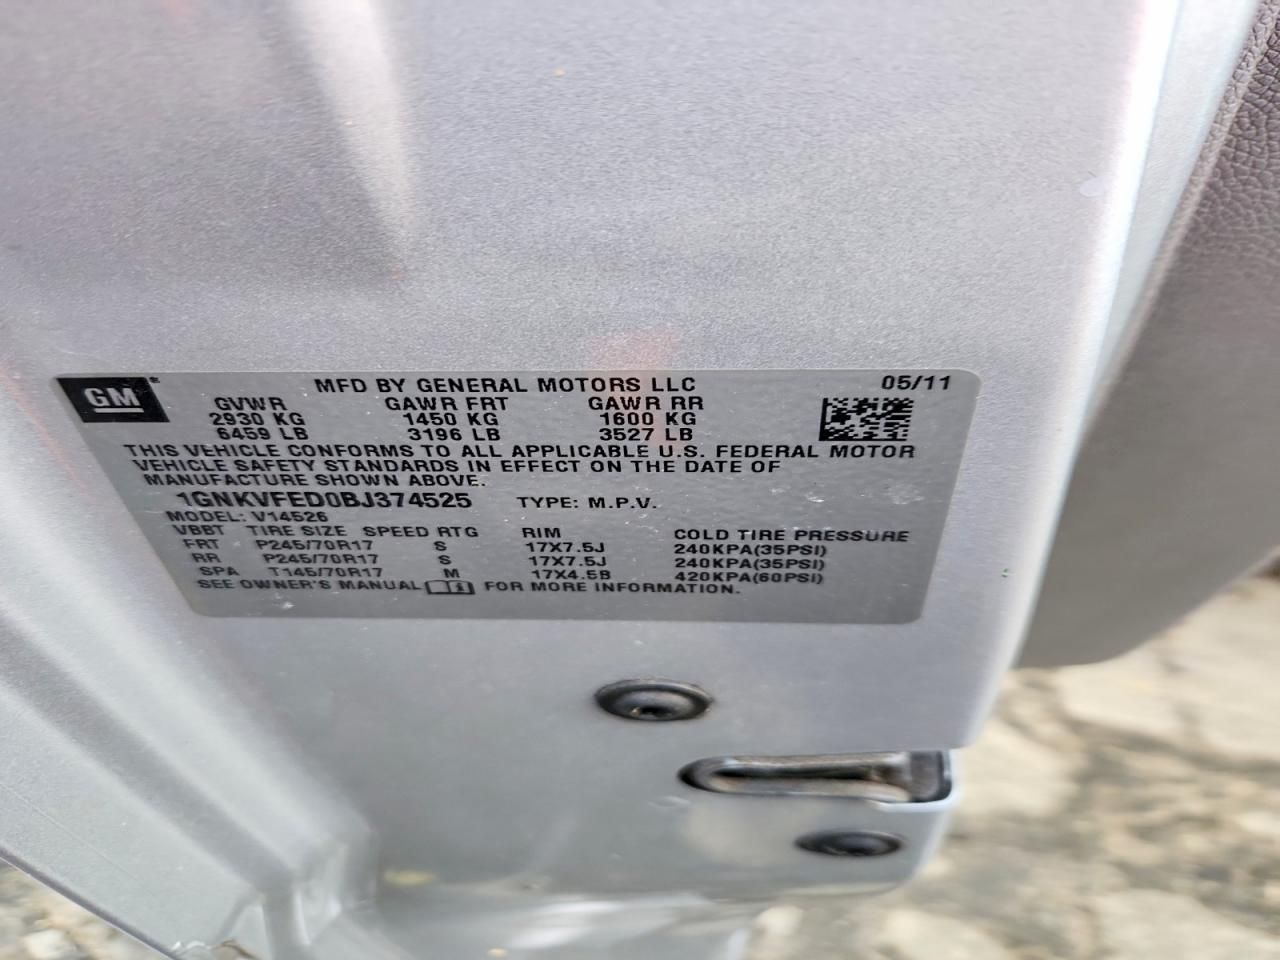 GM
MFD BY GENERAL MOTORS LLC 05/11
GVWR GAWR FRT GAWR RR
2930 KG 1450 KG 1600 KG
6459 LB 3196 LB 3527 LB
THIS VEHICLE CONFORMS TO ALL APPLICABLE U.S. FEDERAL MOTOR
VEHICLE SAFETY STANDARDS IN EFFECT ON THE DATE OF
MANUFACTURE SHOWN ABOVE.
1GNKVFED0BJ374525 TYPE: M.P.V.
MODEL: V14526
VBBT TIRE SIZE SPEED RTG RIM COLD TIRE PRESSURE
FRT P245/70R17 S 17X7.5J 240KPA(35PSI)
RR P245/70R17 S 17X7.5J 240KPA(35PSI)
SPA T145/70R17 M 17X4.5B 420KPA(60PSI)
SEE OWNER'S MANUAL FOR MORE INFORMATION.